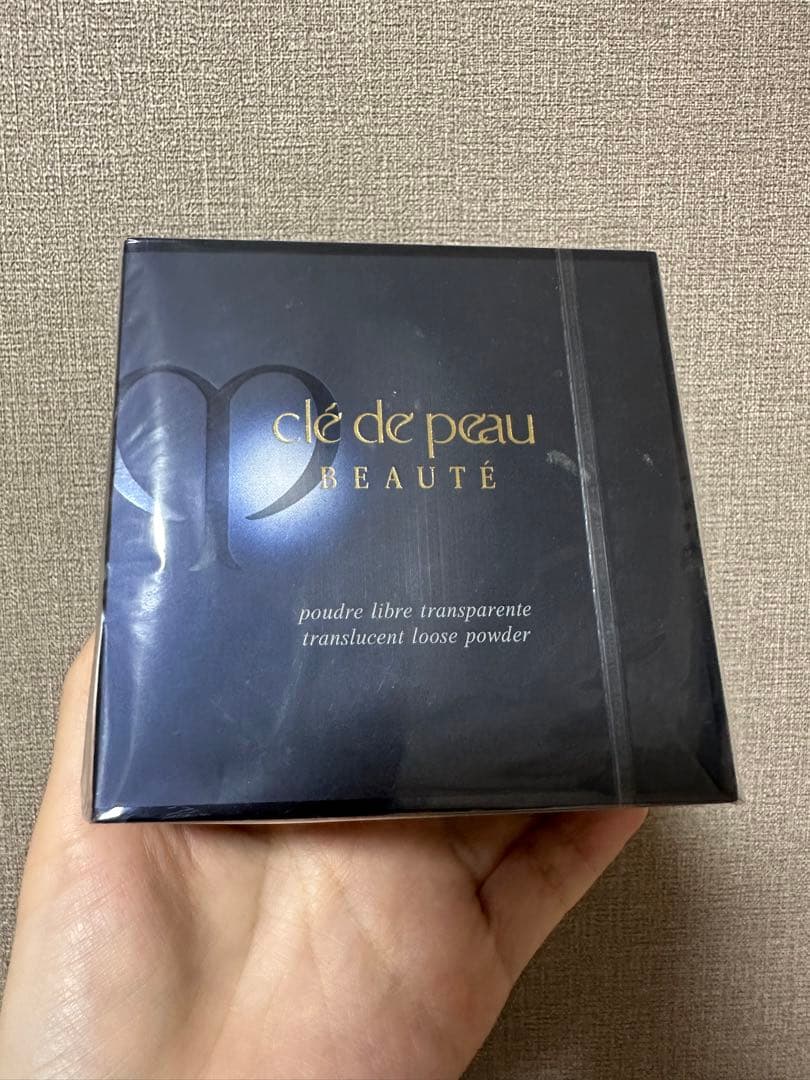 clé de peau
BEAUTÉ
poudre libre transparente
translucent loose powder